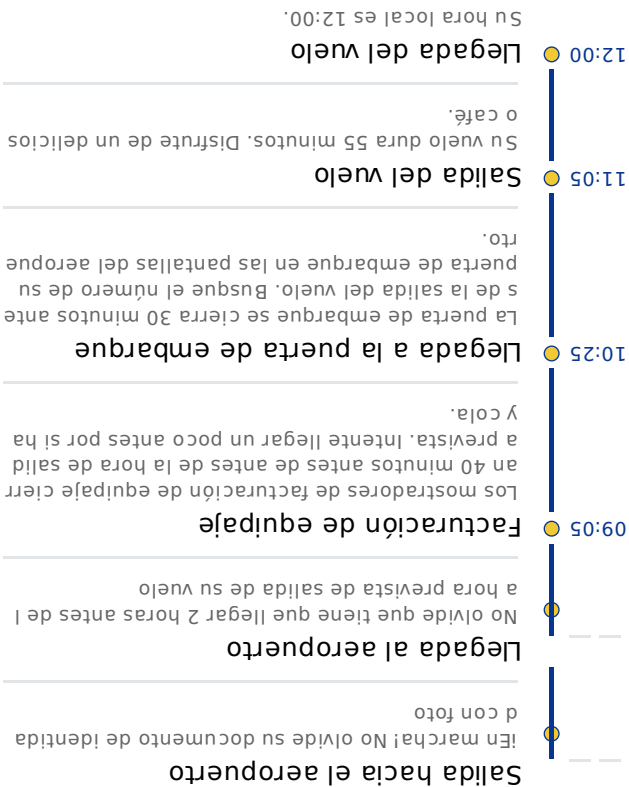 Salida hacia el aeropuerto
¡En marcha! No olvide su documento de identida
d con foto
Llegada al aeropuerto
No olvide que tiene que llegar 2 horas antes de l
a hora prevista de salida de su vuelo
09:05
Facturación de equipaje
Los mostradores de facturación de equipaje cierr
an 40 minutos antes de antes de la hora de salid
a prevista. Intente llegar un poco antes por si ha
y cola.
10:25
Llegada a la puerta de embarque
La puerta de embarque se cierra 30 minutos ante
s de la salida del vuelo. Busque el número de su
puerta de embarque en las pantallas del aeropue
rto.
11:05
Salida del vuelo
Su vuelo dura 55 minutos. Disfrute de un delicios
o café.
12:00
Llegada del vuelo
Su hora local es 12:00.